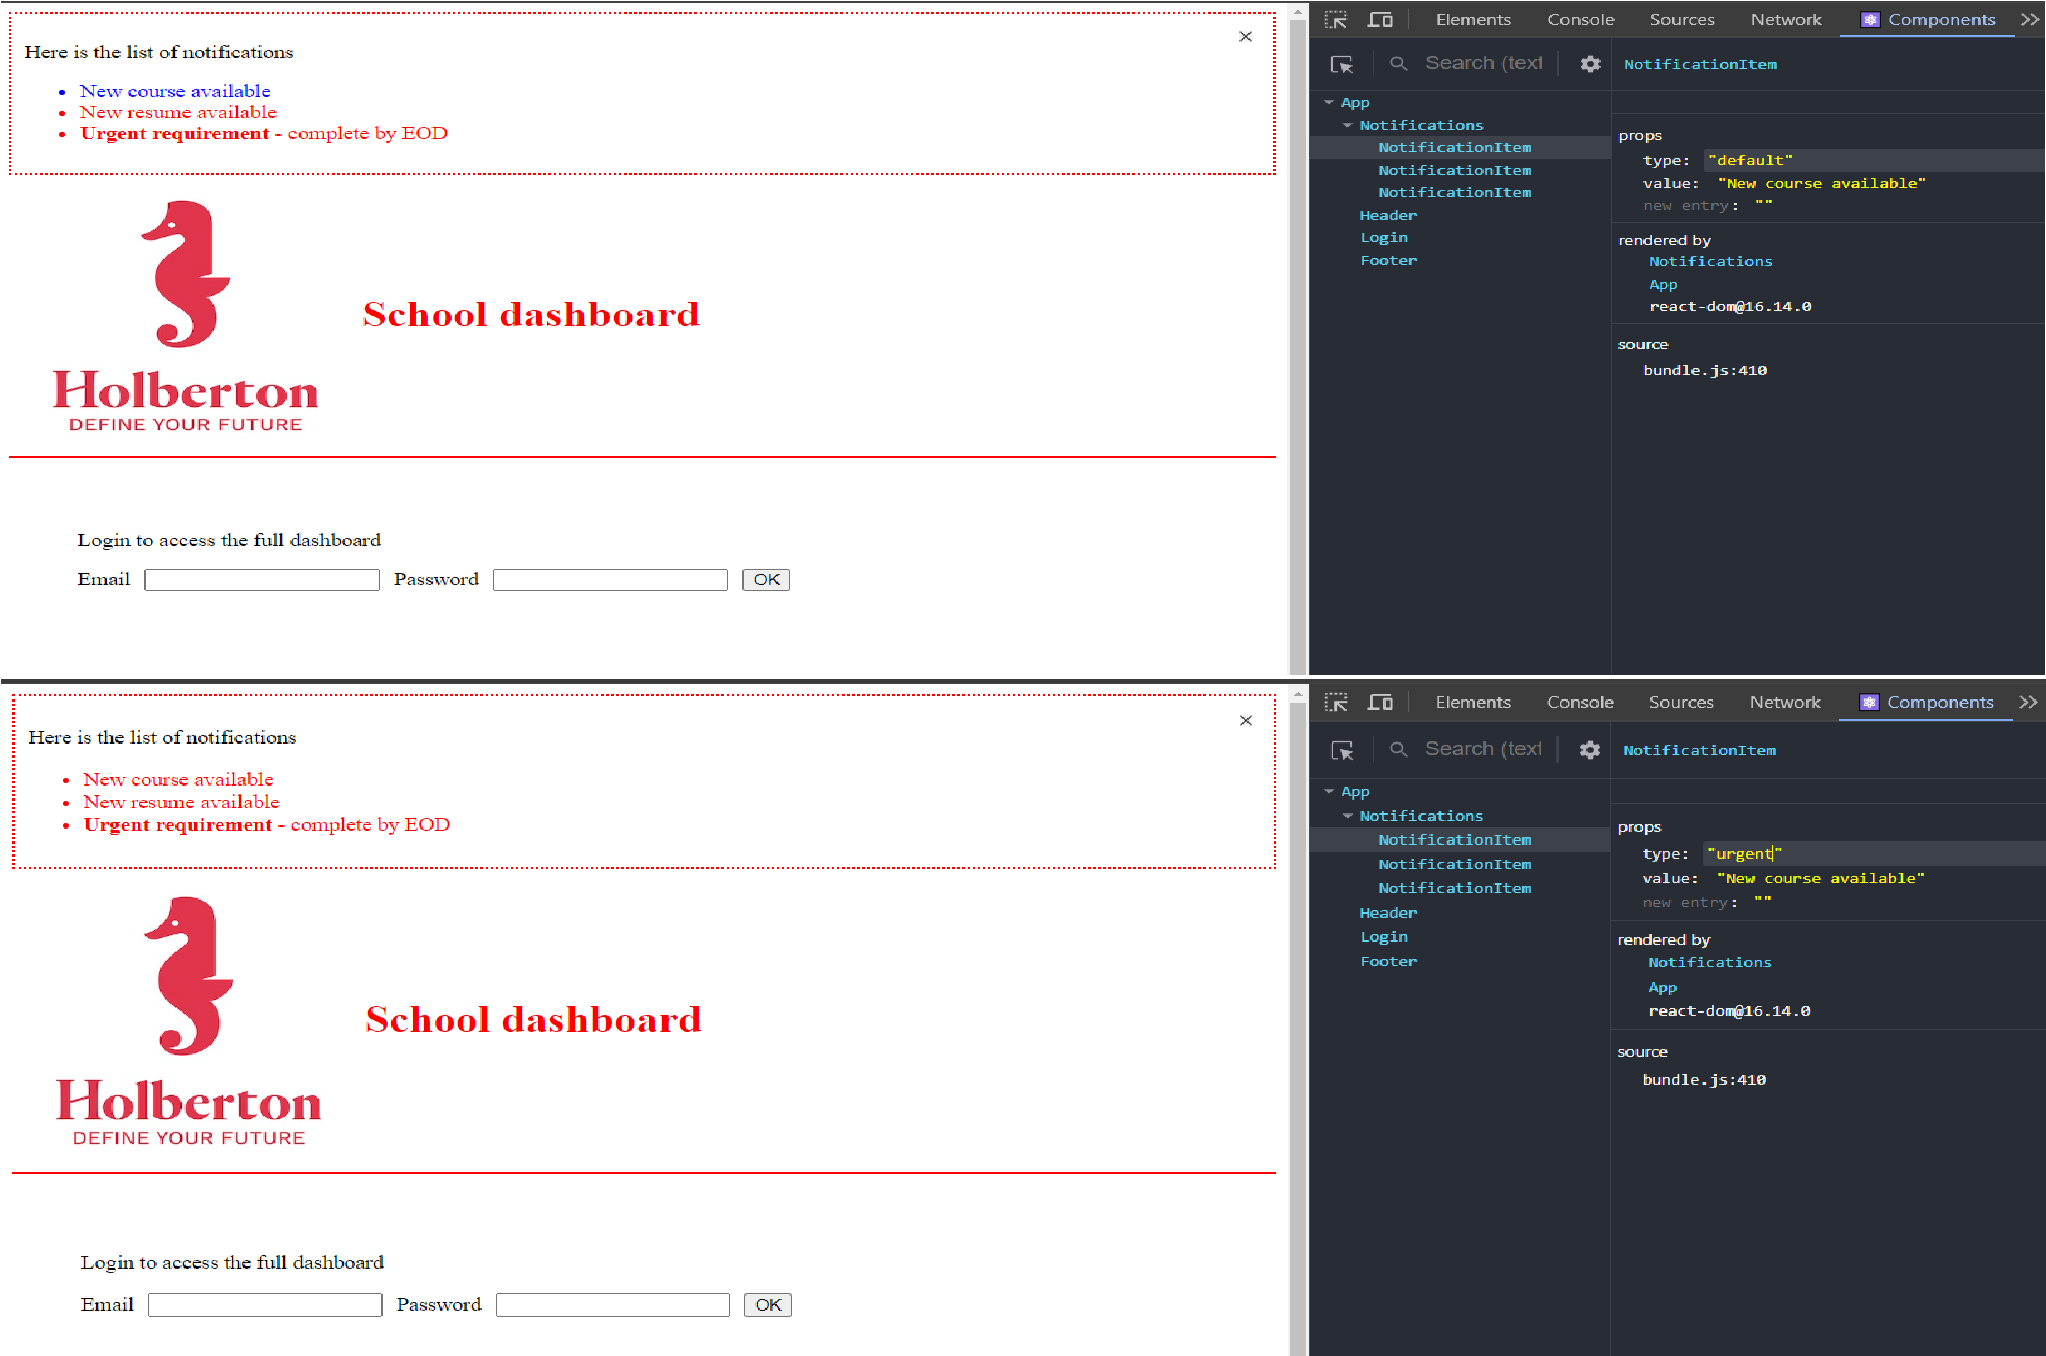 Here is the list of notifications
×
New course available
New resume available
Urgent requirement - complete by EOD
School dashboard
Holberton
DEFINE YOUR FUTURE
Login to access the full dashboard
Email Password OK
Elements Console Sources Network Components >>
Search (text NotificationItem
App
Notifications
NotificationItem
NotificationItem
NotificationItem
Header
Login
Footer
props
type: "default"
value: "New course available"
new entry: ""
rendered by
Notifications
App
react-dom@16.14.0
source
bundle.js:410
Here is the list of notifications
×
New course available
New resume available
Urgent requirement - complete by EOD
School dashboard
Holberton
DEFINE YOUR FUTURE
Login to access the full dashboard
Email Password OK
Elements Console Sources Network Components >>
Search (text NotificationItem
App
Notifications
NotificationItem
NotificationItem
NotificationItem
Header
Login
Footer
props
type: "urgent"
value: "New course available"
new entry: ""
rendered by
Notifications
App
react-dom@16.14.0
source
bundle.js:410